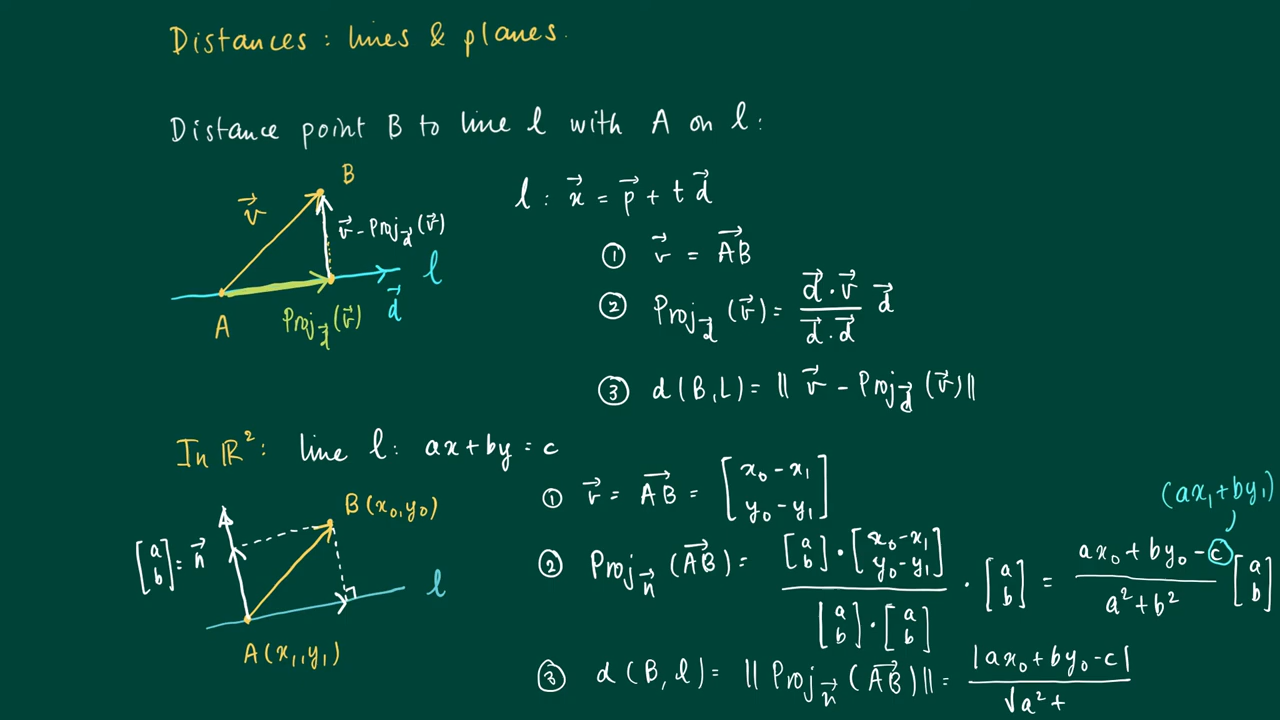 Distances : lines & planes.
Distance point B to line l with A on l :
B
v⃗
v⃗ - Proj_d⃗ (v⃗)
l
d⃗
A
Proj_d⃗ (v⃗)
l : x⃗ = p⃗ + t d⃗
① v⃗ = AB⃗
② Proj_d⃗ (v⃗) = (d⃗ · v⃗)/(d⃗ · d⃗) d⃗
③ d (B, L) = || v⃗ - Proj_d⃗ (v⃗) ||
In ℝ² : line l : ax + by = c
B (x₀, y₀)
[a b] = n⃗
l
A (x₁, y₁)
① v⃗ = AB⃗ = [x₀ - x₁ y₀ - y₁]
(ax₁ + by₁)
② Proj_n⃗ (AB⃗) = ([a b] · [x₀ - x₁ y₀ - y₁])/([a b] · [a b]) · [a b] = (ax₀ + by₀ - c)/(a² + b²) [a b]
③ d (B, l) = || Proj_n⃗ (AB⃗) || = |ax₀ + by₀ - c| / √a² +